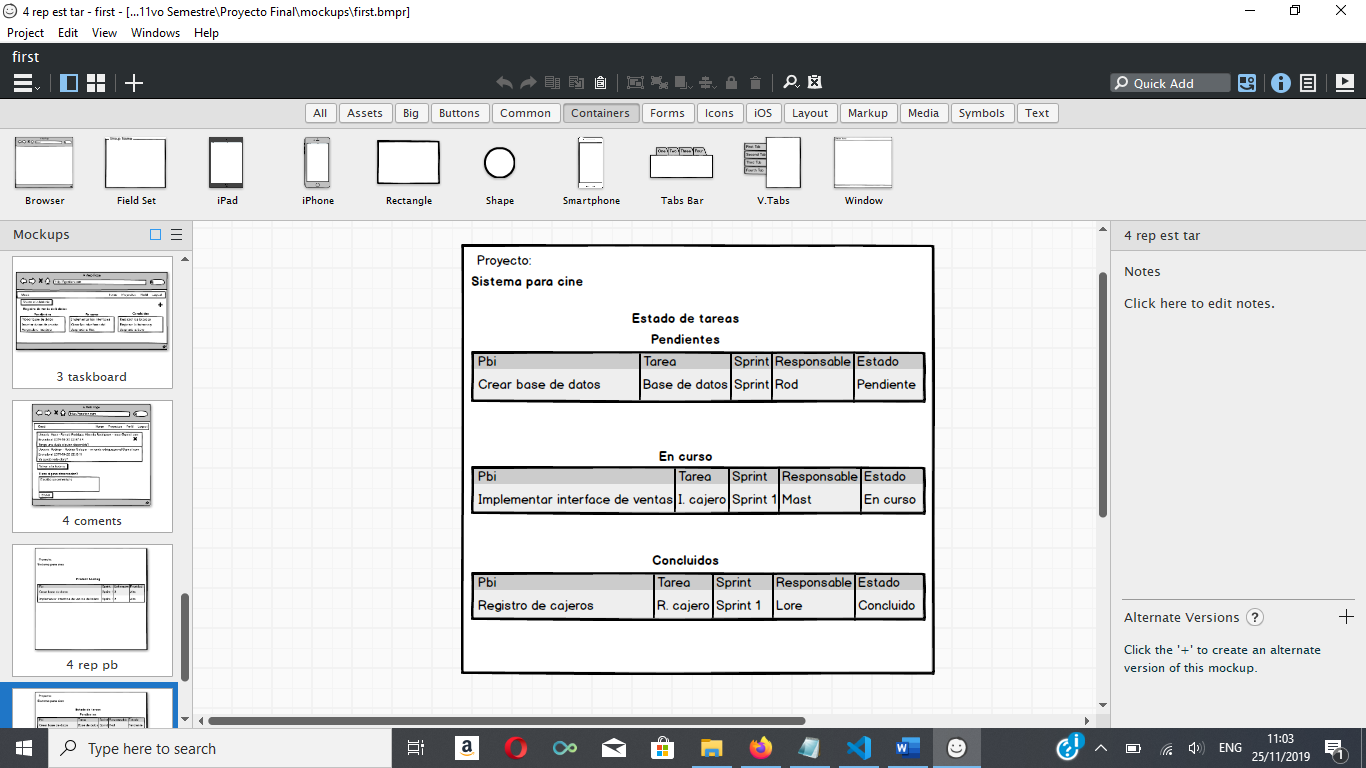 4 rep est tar - first - [...11vo Semestre\Proyecto Final\mockups\first.bmpr]
Project Edit View Windows Help
first
Quick Add
All Assets Big Buttons Common Containers Forms Icons iOS Layout Markup Media Symbols Text
Browser Field Set iPad iPhone Rectangle Shape Smartphone Tabs Bar V.Tabs Window
Mockups
3 taskboard
4 coments
4 rep pb
Proyecto:
Sistema para cine
Estado de tareas
Pendientes
Pbi Tarea Sprint Responsable Estado
Crear base de datos Base de datos Sprint Rod Pendiente
En curso
Pbi Tarea Sprint Responsable Estado
Implementar interface de ventas I. cajero Sprint 1 Mast En curso
Concluidos
Pbi Tarea Sprint Responsable Estado
Registro de cajeros R. cajero Sprint 1 Lore Concluido
4 rep est tar
Notes
Click here to edit notes.
Alternate Versions ?
Click the '+' to create an alternate
version of this mockup.
Type here to search
ENG
11:03
25/11/2019
1